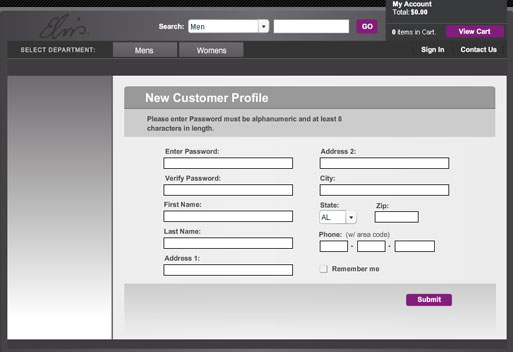 My Account
Total: $0.00
Elvis
Search: Men GO
0 items in Cart. View Cart
SELECT DEPARTMENT: Mens Womens Sign In Contact Us
New Customer Profile
Please enter Password must be alphanumeric and at least 8
characters in length.
Enter Password:
Verify Password:
First Name:
Last Name:
Address 1:
Address 2:
City:
State: Zip:
AL
Phone: (w/ area code)
- -
Remember me
Submit